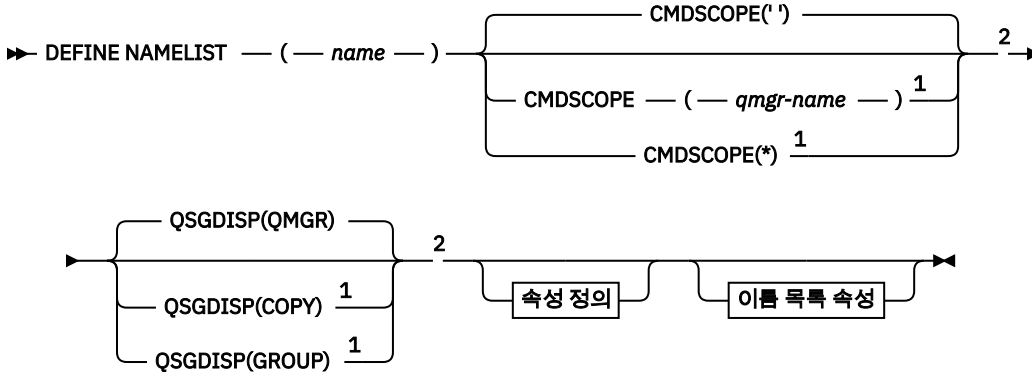 CMDSCOPE(' ')
DEFINE NAMELIST ( name ) 2
CMDSCOPE ( qmgr-name ) 1
CMDSCOPE(*) 1
QSGDISP(QMGR) 2
QSGDISP(COPY) 1
QSGDISP(GROUP) 1
속성 정의
이름 목록 속성